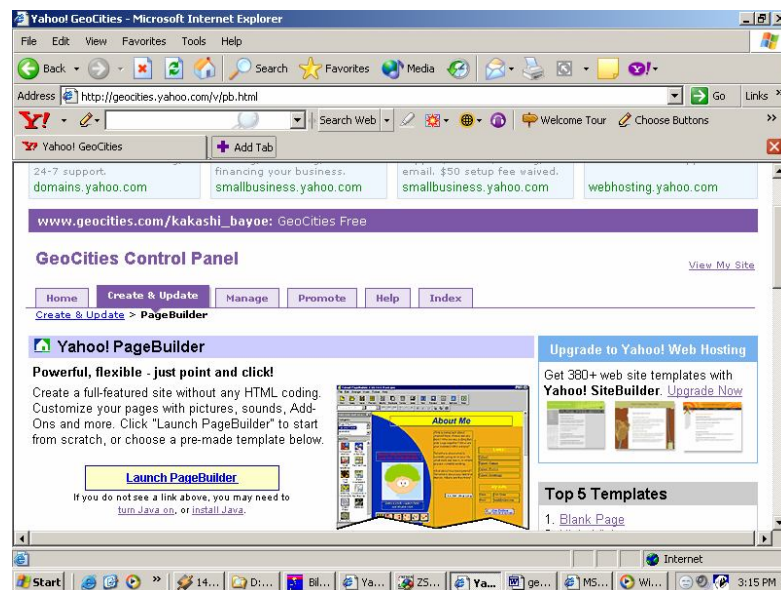 Yahoo! GeoCities - Microsoft Internet Explorer
File Edit View Favorites Tools Help
Back Search Favorites Media
Address http://geocities.yahoo.com/v/pb.html Go Links »
Y! Search Web Welcome Tour Choose Buttons »
Yahoo! GeoCities Add Tab
24-7 support. financing your business. email. $50 setup fee waived.
domains.yahoo.com smallbusiness.yahoo.com smallbusiness.yahoo.com webhosting.yahoo.com
www.geocities.com/kakashi_bayoe: GeoCities Free
GeoCities Control Panel
View My Site
Home Create & Update Manage Promote Help Index
Create & Update > PageBuilder
Yahoo! PageBuilder
Powerful, flexible - just point and click!
Create a full-featured site without any HTML coding.
Customize your pages with pictures, sounds, Add-
Ons and more. Click "Launch PageBuilder" to start
from scratch, or choose a pre-made template below.
Launch PageBuilder
If you do not see a link above, you may need to
turn Java on, or install Java.
About Me
Upgrade to Yahoo! Web Hosting
Get 380+ web site templates with
Yahoo! SiteBuilder. Upgrade Now
Top 5 Templates
1. Blank Page
Internet
Start » 14... D:... Bil... Ya... ZS... Ya... ge... MS... Wi... 3:15 PM